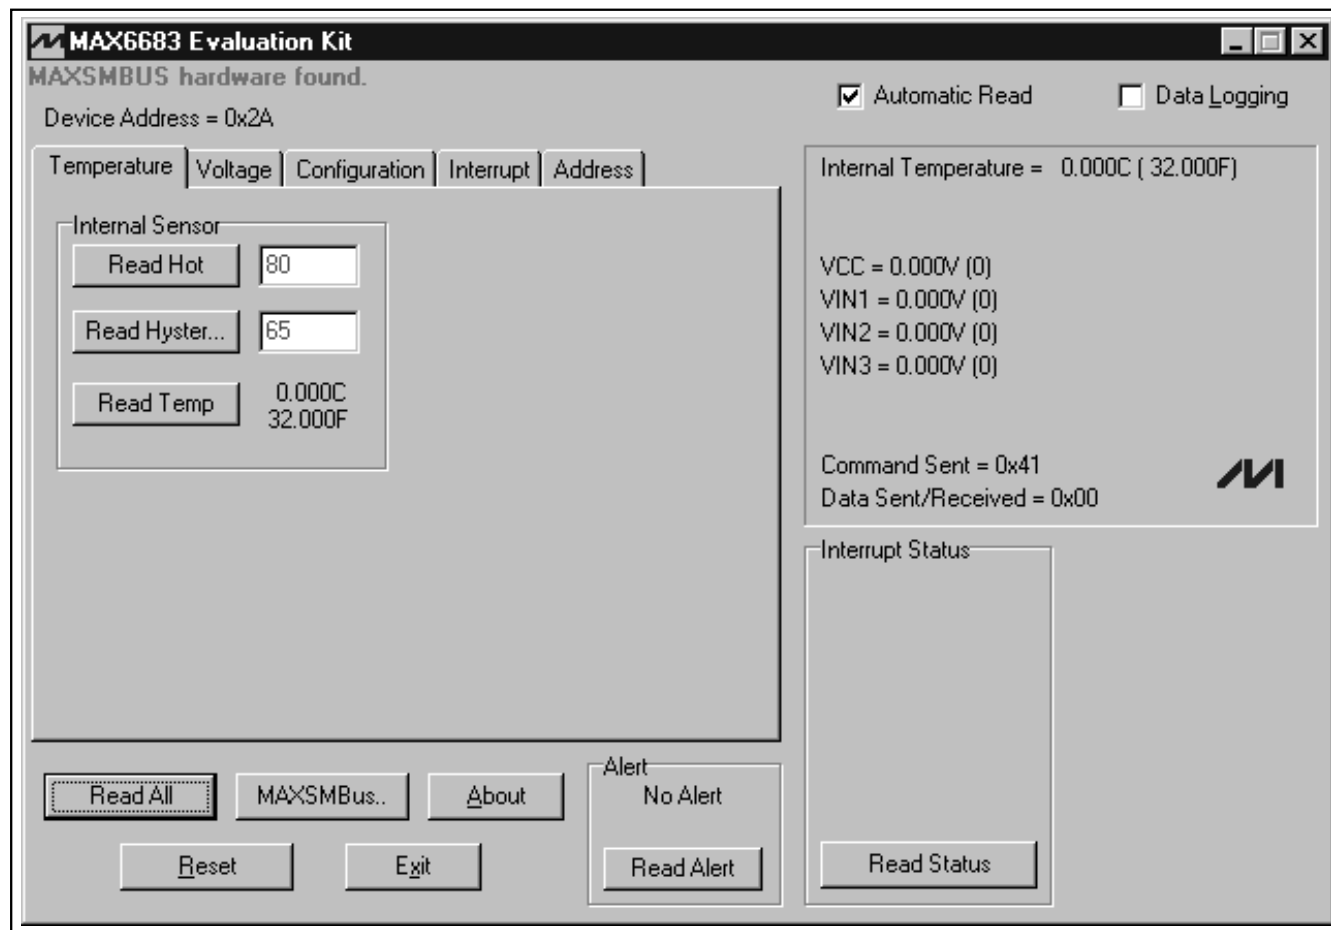 MAX6683 Evaluation Kit
MAXSMBUS hardware found.
Device Address = 0x2A
Automatic Read
Data Logging
Temperature Voltage Configuration Interrupt Address
Internal Sensor
Read Hot 80
Read Hyster... 65
Read Temp 0.000C
32.000F
Internal Temperature = 0.000C ( 32.000F)
VCC = 0.000V (0)
VIN1 = 0.000V (0)
VIN2 = 0.000V (0)
VIN3 = 0.000V (0)
Command Sent = 0x41
Data Sent/Received = 0x00
Interrupt Status
Read Status
Read All MAXSMBus.. About
Reset Exit
Alert
No Alert
Read Alert